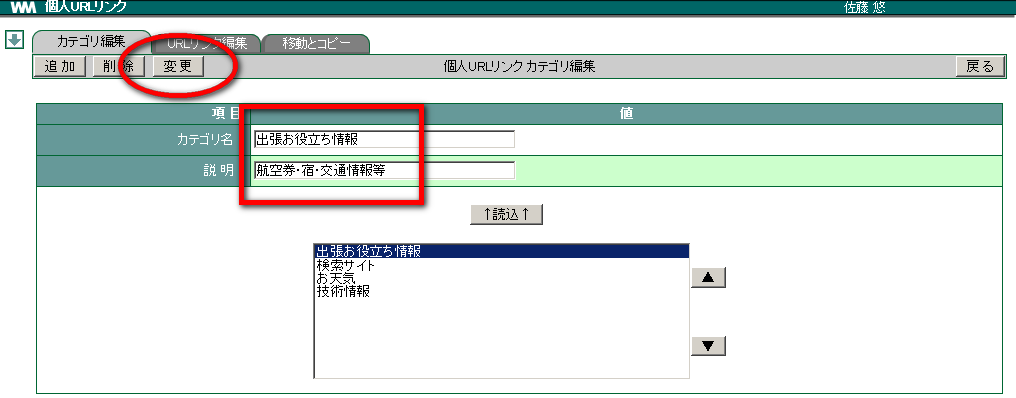 WM 個人URLリンク 佐藤 悠
カテゴリ編集 URLリンク編集 移動とコピー
追加 削除 変更 個人URLリンク カテゴリ編集 戻る
項目 値
カテゴリ名 出張お役立ち情報
説明 航空券・宿・交通情報等
↑読込↑
出張お役立ち情報
検索サイト
お天気
技術情報
▲
▼